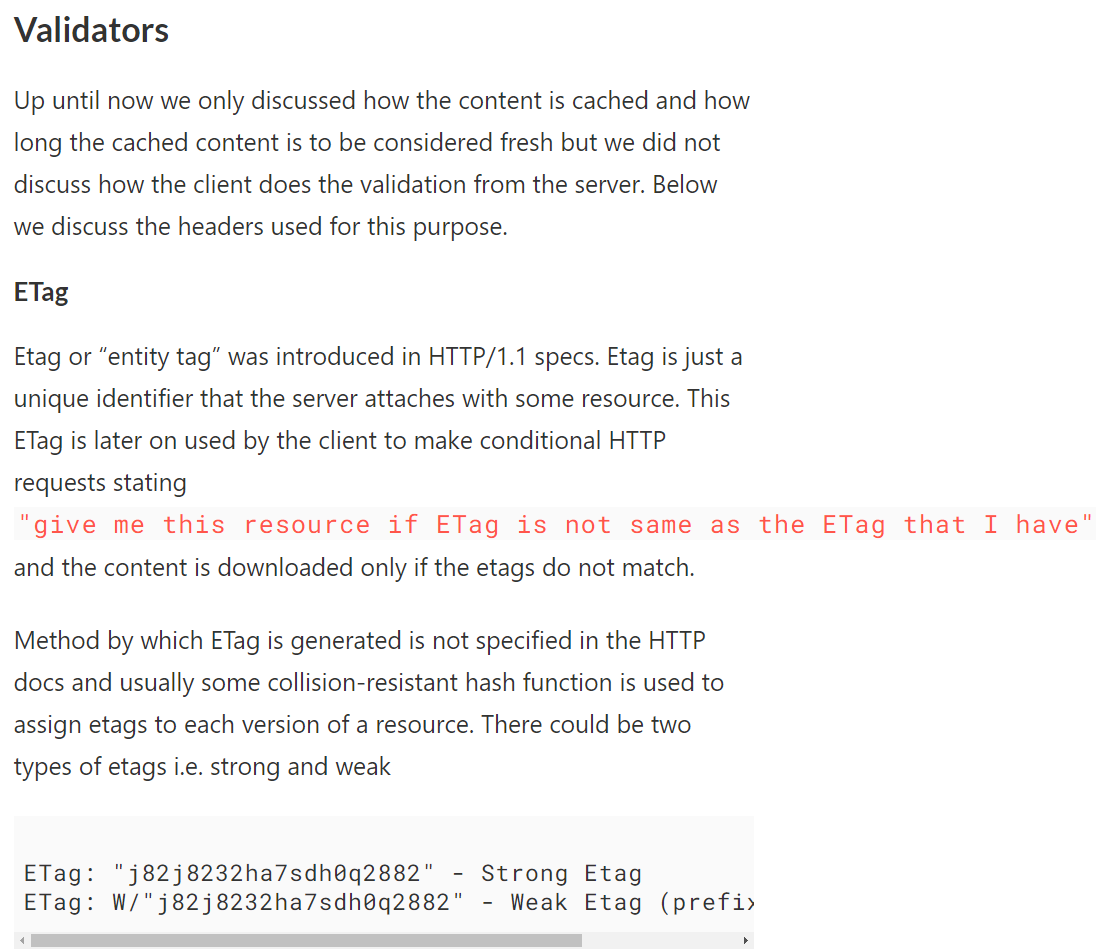 Validators
Up until now we only discussed how the content is cached and how
long the cached content is to be considered fresh but we did not
discuss how the client does the validation from the server. Below
we discuss the headers used for this purpose.
ETag
Etag or “entity tag” was introduced in HTTP/1.1 specs. Etag is just a
unique identifier that the server attaches with some resource. This
ETag is later on used by the client to make conditional HTTP
requests stating
"give me this resource if ETag is not same as the ETag that I have"
and the content is downloaded only if the etags do not match.
Method by which ETag is generated is not specified in the HTTP
docs and usually some collision-resistant hash function is used to
assign etags to each version of a resource. There could be two
types of etags i.e. strong and weak
ETag: "j82j8232ha7sdh0q2882" - Strong Etag
ETag: W/"j82j8232ha7sdh0q2882" - Weak Etag (prefix